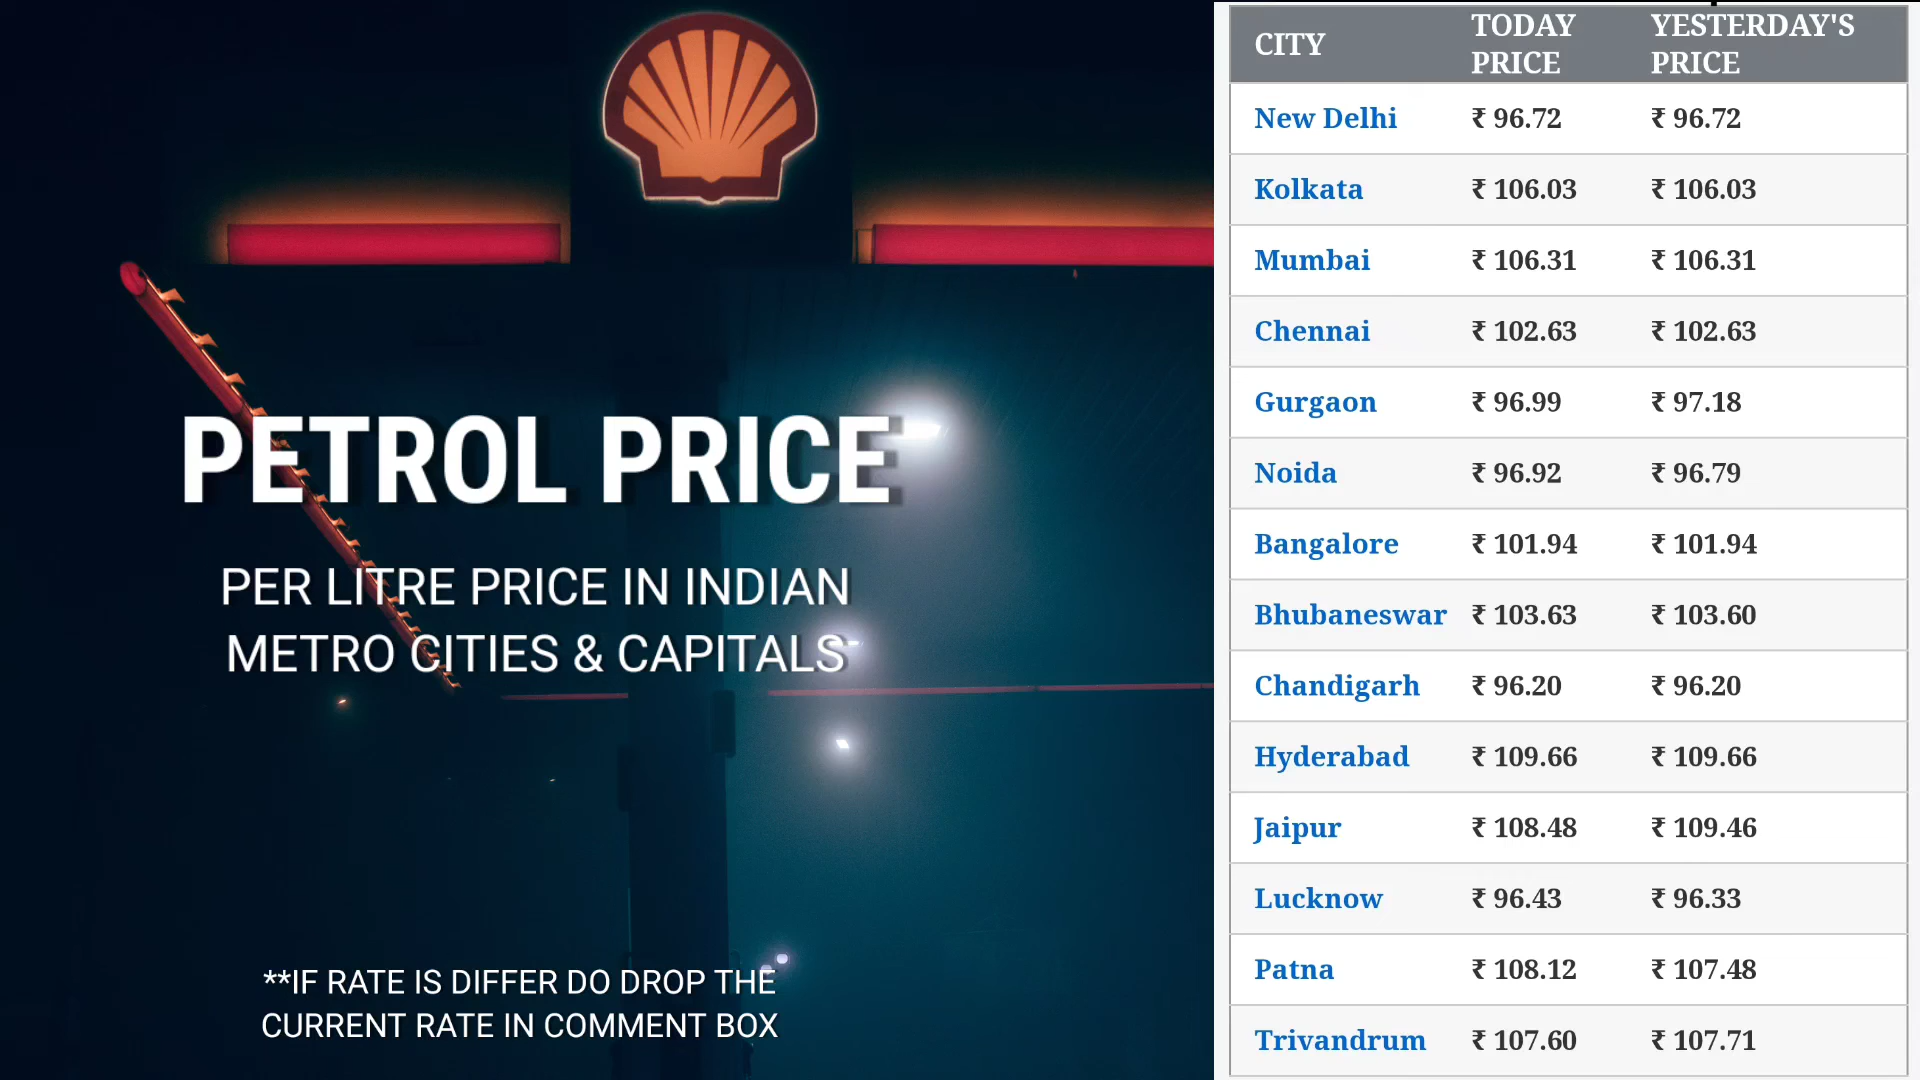 PETROL PRICE
PER LITRE PRICE IN INDIAN
METRO CITIES & CAPITALS
**IF RATE IS DIFFER DO DROP THE
CURRENT RATE IN COMMENT BOX
CITY TODAY PRICE YESTERDAY'S PRICE
New Delhi ₹ 96.72 ₹ 96.72
Kolkata ₹ 106.03 ₹ 106.03
Mumbai ₹ 106.31 ₹ 106.31
Chennai ₹ 102.63 ₹ 102.63
Gurgaon ₹ 96.99 ₹ 97.18
Noida ₹ 96.92 ₹ 96.79
Bangalore ₹ 101.94 ₹ 101.94
Bhubaneswar ₹ 103.63 ₹ 103.60
Chandigarh ₹ 96.20 ₹ 96.20
Hyderabad ₹ 109.66 ₹ 109.66
Jaipur ₹ 108.48 ₹ 109.46
Lucknow ₹ 96.43 ₹ 96.33
Patna ₹ 108.12 ₹ 107.48
Trivandrum ₹ 107.60 ₹ 107.71